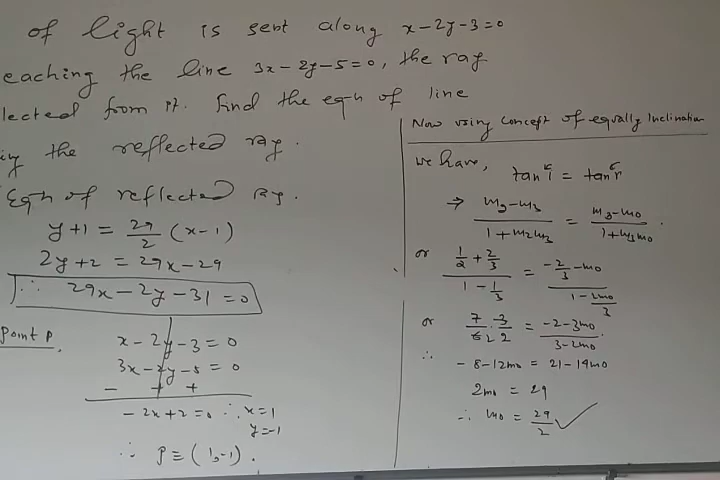 of light is sent along x-2y-3=0
eaching the line 3x-2y-5=0, the ray
lected from it. Find the eqn of line
the reflected ray.
Eqn of reflected Ray.
y+1 = 29/2 (x-1)
2y+2 = 29x-29
∴ 29x-2y-31=0
Point P.
x-2y-3=0
3x-2y-5=0
- + +
-2x+2=0 ∴ x=1
y=-1
∴ P≡(1,-1).
Now using concept of equally Inclination
we have, tan i = tan r
⇒ (m2-m3)/(1+m2m3) = (m3-m0)/(1+m3m0).
or (1/2+2/3)/(1-1/3) = (-2/3-m0)/(1-2m0/3)
or 7/6 · 3/2 = (-2-3m0)/(3-2m0).
∴ -8-12m0 = 21-14m0
2m0 = 29
∴ m0 = 29/2 ✓